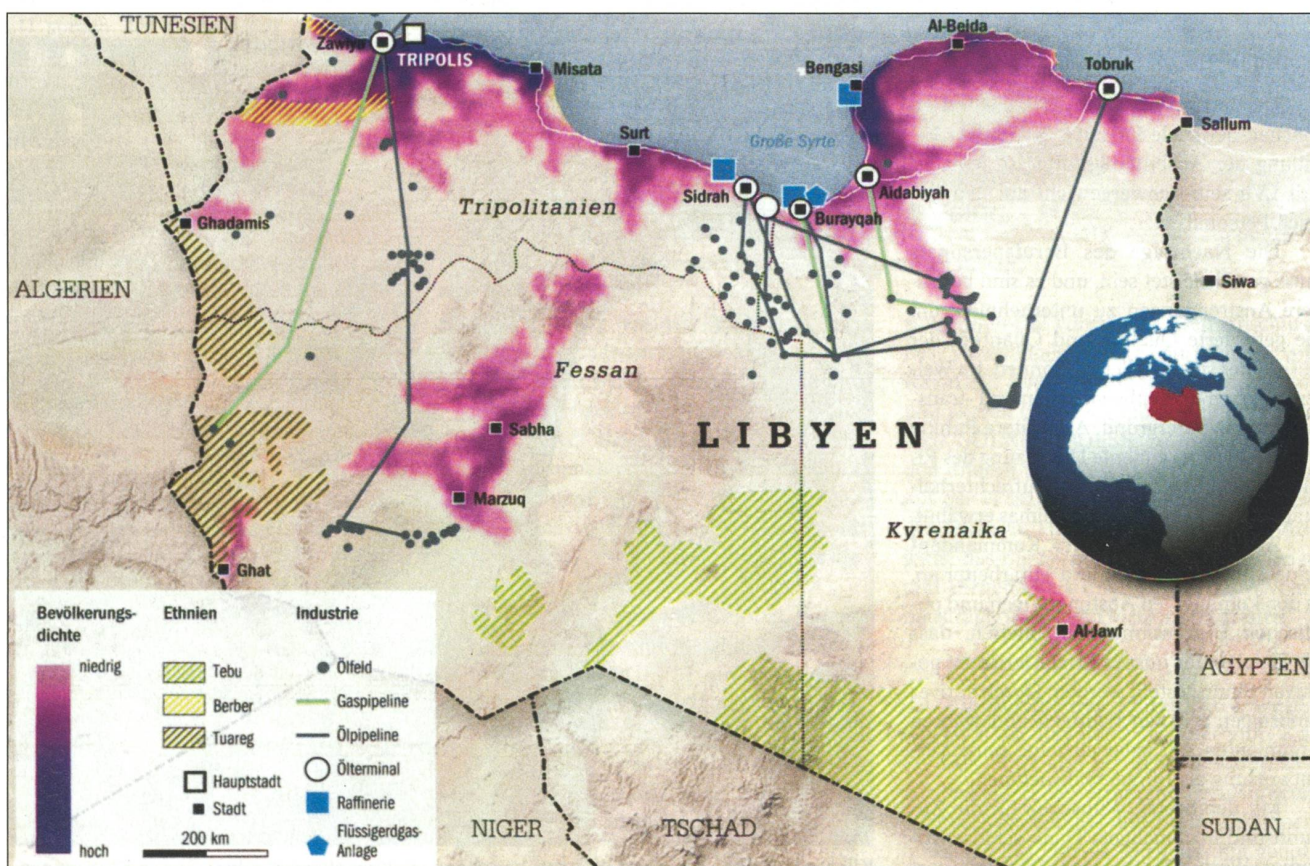 TUNESIEN
Zawiya
TRIPOLIS
Misata
Al-Beida
Bengasi
Tobruk
Sallum
Surt
Große Syrte
Sidrah
Aidabiyah
Burayqah
Ghadamis
Tripolitanien
ALGERIEN
Siwa
Fessan
Sabha
LIBYEN
Marzuq
Kyrenaika
Ghat
Al-Jawf
ÄGYPTEN
NIGER
TSCHAD
SUDAN
Bevölkerungs-
dichte
niedrig
hoch
Ethnien
Tebu
Berber
Tuareg
Hauptstadt
Stadt
200 km
Industrie
Ölfeld
Gaspipeline
Ölpipeline
Ölterminal
Raffinerie
Flüssigerdgas-
Anlage